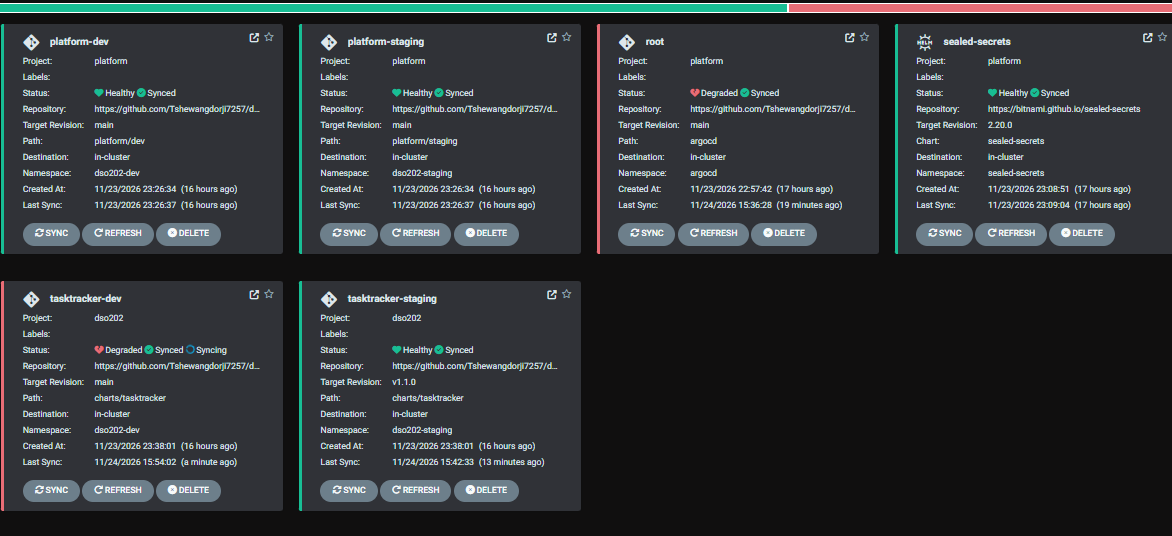 platform-dev
Project: platform
Labels:
Status: Healthy Synced
Repository: https://github.com/Tshewangdorji7257/d...
Target Revision: main
Path: platform/dev
Destination: in-cluster
Namespace: dso202-dev
Created At: 11/23/2026 23:26:34 (16 hours ago)
Last Sync: 11/23/2026 23:26:37 (16 hours ago)
SYNC REFRESH DELETE
platform-staging
Project: platform
Labels:
Status: Healthy Synced
Repository: https://github.com/Tshewangdorji7257/d...
Target Revision: main
Path: platform/staging
Destination: in-cluster
Namespace: dso202-staging
Created At: 11/23/2026 23:26:34 (16 hours ago)
Last Sync: 11/23/2026 23:26:37 (16 hours ago)
SYNC REFRESH DELETE
root
Project: platform
Labels:
Status: Degraded Synced
Repository: https://github.com/Tshewangdorji7257/d...
Target Revision: main
Path: argocd
Destination: in-cluster
Namespace: argocd
Created At: 11/23/2026 22:57:42 (17 hours ago)
Last Sync: 11/24/2026 15:36:28 (19 minutes ago)
SYNC REFRESH DELETE
HELM
sealed-secrets
Project: platform
Labels:
Status: Healthy Synced
Repository: https://bitnami.github.io/sealed-secrets
Target Revision: 2.20.0
Chart: sealed-secrets
Destination: in-cluster
Namespace: sealed-secrets
Created At: 11/23/2026 23:08:51 (17 hours ago)
Last Sync: 11/23/2026 23:09:04 (17 hours ago)
SYNC REFRESH DELETE
tasktracker-dev
Project: dso202
Labels:
Status: Degraded Synced Syncing
Repository: https://github.com/Tshewangdorji7257/d...
Target Revision: main
Path: charts/tasktracker
Destination: in-cluster
Namespace: dso202-dev
Created At: 11/23/2026 23:38:01 (16 hours ago)
Last Sync: 11/24/2026 15:54:02 (a minute ago)
SYNC REFRESH DELETE
tasktracker-staging
Project: dso202
Labels:
Status: Healthy Synced
Repository: https://github.com/Tshewangdorji7257/d...
Target Revision: v1.1.0
Path: charts/tasktracker
Destination: in-cluster
Namespace: dso202-staging
Created At: 11/23/2026 23:38:01 (16 hours ago)
Last Sync: 11/24/2026 15:42:33 (13 minutes ago)
SYNC REFRESH DELETE